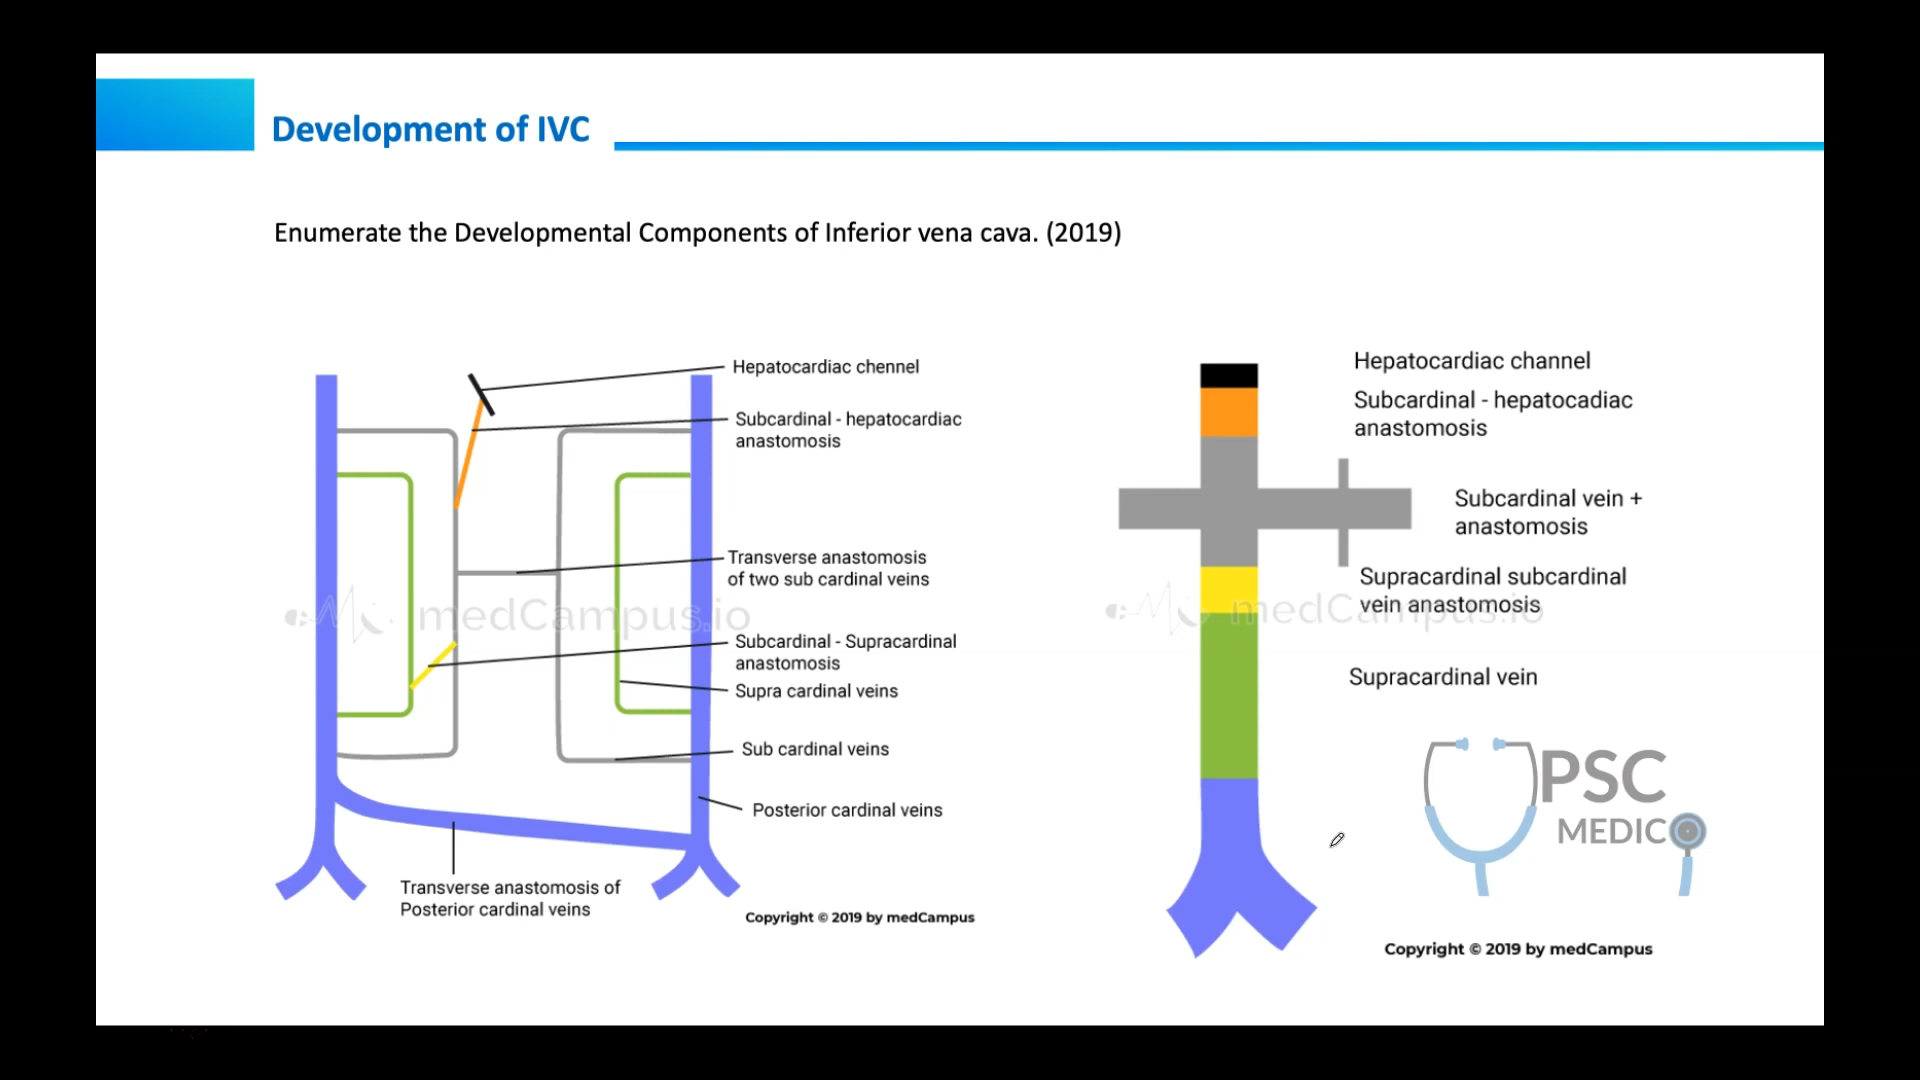 Development of IVC
Enumerate the Developmental Components of Inferior vena cava. (2019)
Hepatocardiac chennel
Subcardinal - hepatocardiac
anastomosis
Transverse anastomosis
of two sub cardinal veins
medCampus.io
Subcardinal - Supracardinal
anastomosis
Supra cardinal veins
Sub cardinal veins
Posterior cardinal veins
Transverse anastomosis of
Posterior cardinal veins
Copyright © 2019 by medCampus
Hepatocardiac channel
Subcardinal - hepatocadiac
anastomosis
Subcardinal vein +
anastomosis
Supracardinal subcardinal
vein anastomosis
medCampus.io
Supracardinal vein
UPSC
MEDICO
Copyright © 2019 by medCampus